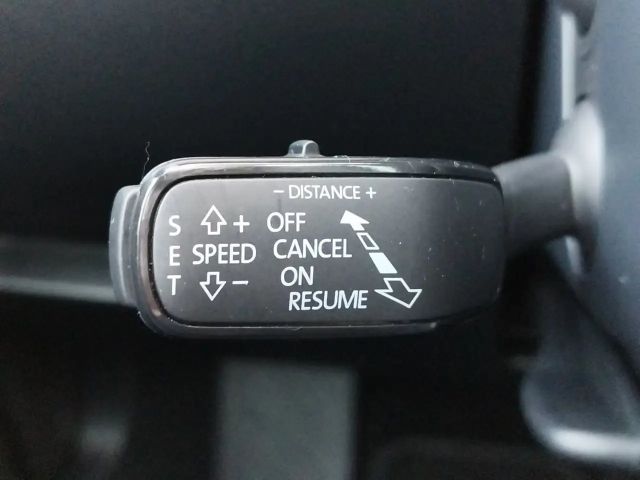 - DISTANCE +
S + OFF
E SPEED CANCEL
T - ON
RESUME